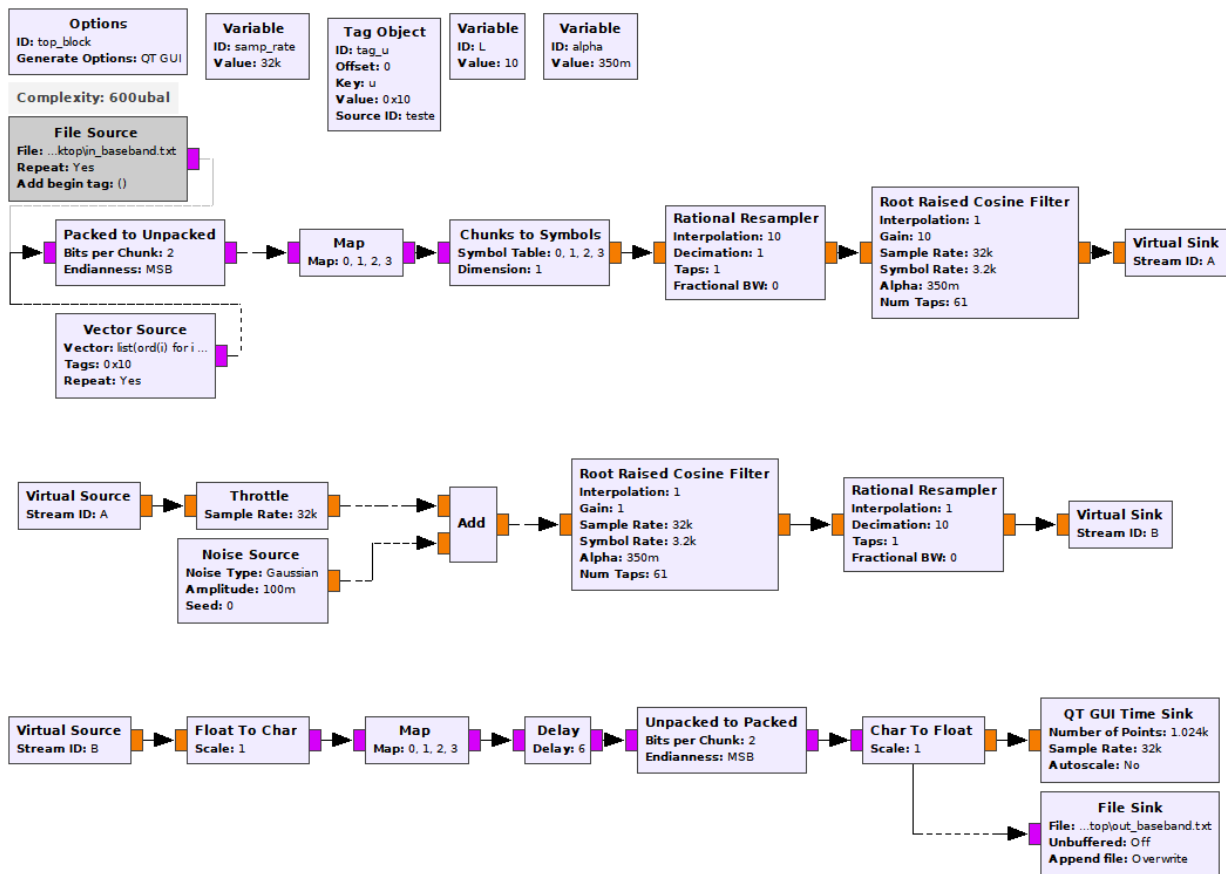 Options
ID: top_block
Generate Options: QT GUI
Variable
ID: samp_rate
Value: 32k
Tag Object
ID: tag_u
Offset: 0
Key: u
Value: 0x10
Source ID: teste
Variable
ID: L
Value: 10
Variable
ID: alpha
Value: 350m
Complexity: 600ubal
File Source
File: ...ktop\in_baseband.txt
Repeat: Yes
Add begin tag: ()
Packed to Unpacked
Bits per Chunk: 2
Endianness: MSB
Map
Map: 0, 1, 2, 3
Chunks to Symbols
Symbol Table: 0, 1, 2, 3
Dimension: 1
Rational Resampler
Interpolation: 10
Decimation: 1
Taps: 1
Fractional BW: 0
Root Raised Cosine Filter
Interpolation: 1
Gain: 10
Sample Rate: 32k
Symbol Rate: 3.2k
Alpha: 350m
Num Taps: 61
Virtual Sink
Stream ID: A
Vector Source
Vector: list(ord(i) for i ...
Tags: 0x10
Repeat: Yes
Virtual Source
Stream ID: A
Throttle
Sample Rate: 32k
Noise Source
Noise Type: Gaussian
Amplitude: 100m
Seed: 0
Add
Root Raised Cosine Filter
Interpolation: 1
Gain: 1
Sample Rate: 32k
Symbol Rate: 3.2k
Alpha: 350m
Num Taps: 61
Rational Resampler
Interpolation: 1
Decimation: 10
Taps: 1
Fractional BW: 0
Virtual Sink
Stream ID: B
Virtual Source
Stream ID: B
Float To Char
Scale: 1
Map
Map: 0, 1, 2, 3
Delay
Delay: 6
Unpacked to Packed
Bits per Chunk: 2
Endianness: MSB
Char To Float
Scale: 1
QT GUI Time Sink
Number of Points: 1.024k
Sample Rate: 32k
Autoscale: No
File Sink
File: ...top\out_baseband.txt
Unbuffered: Off
Append file: Overwrite